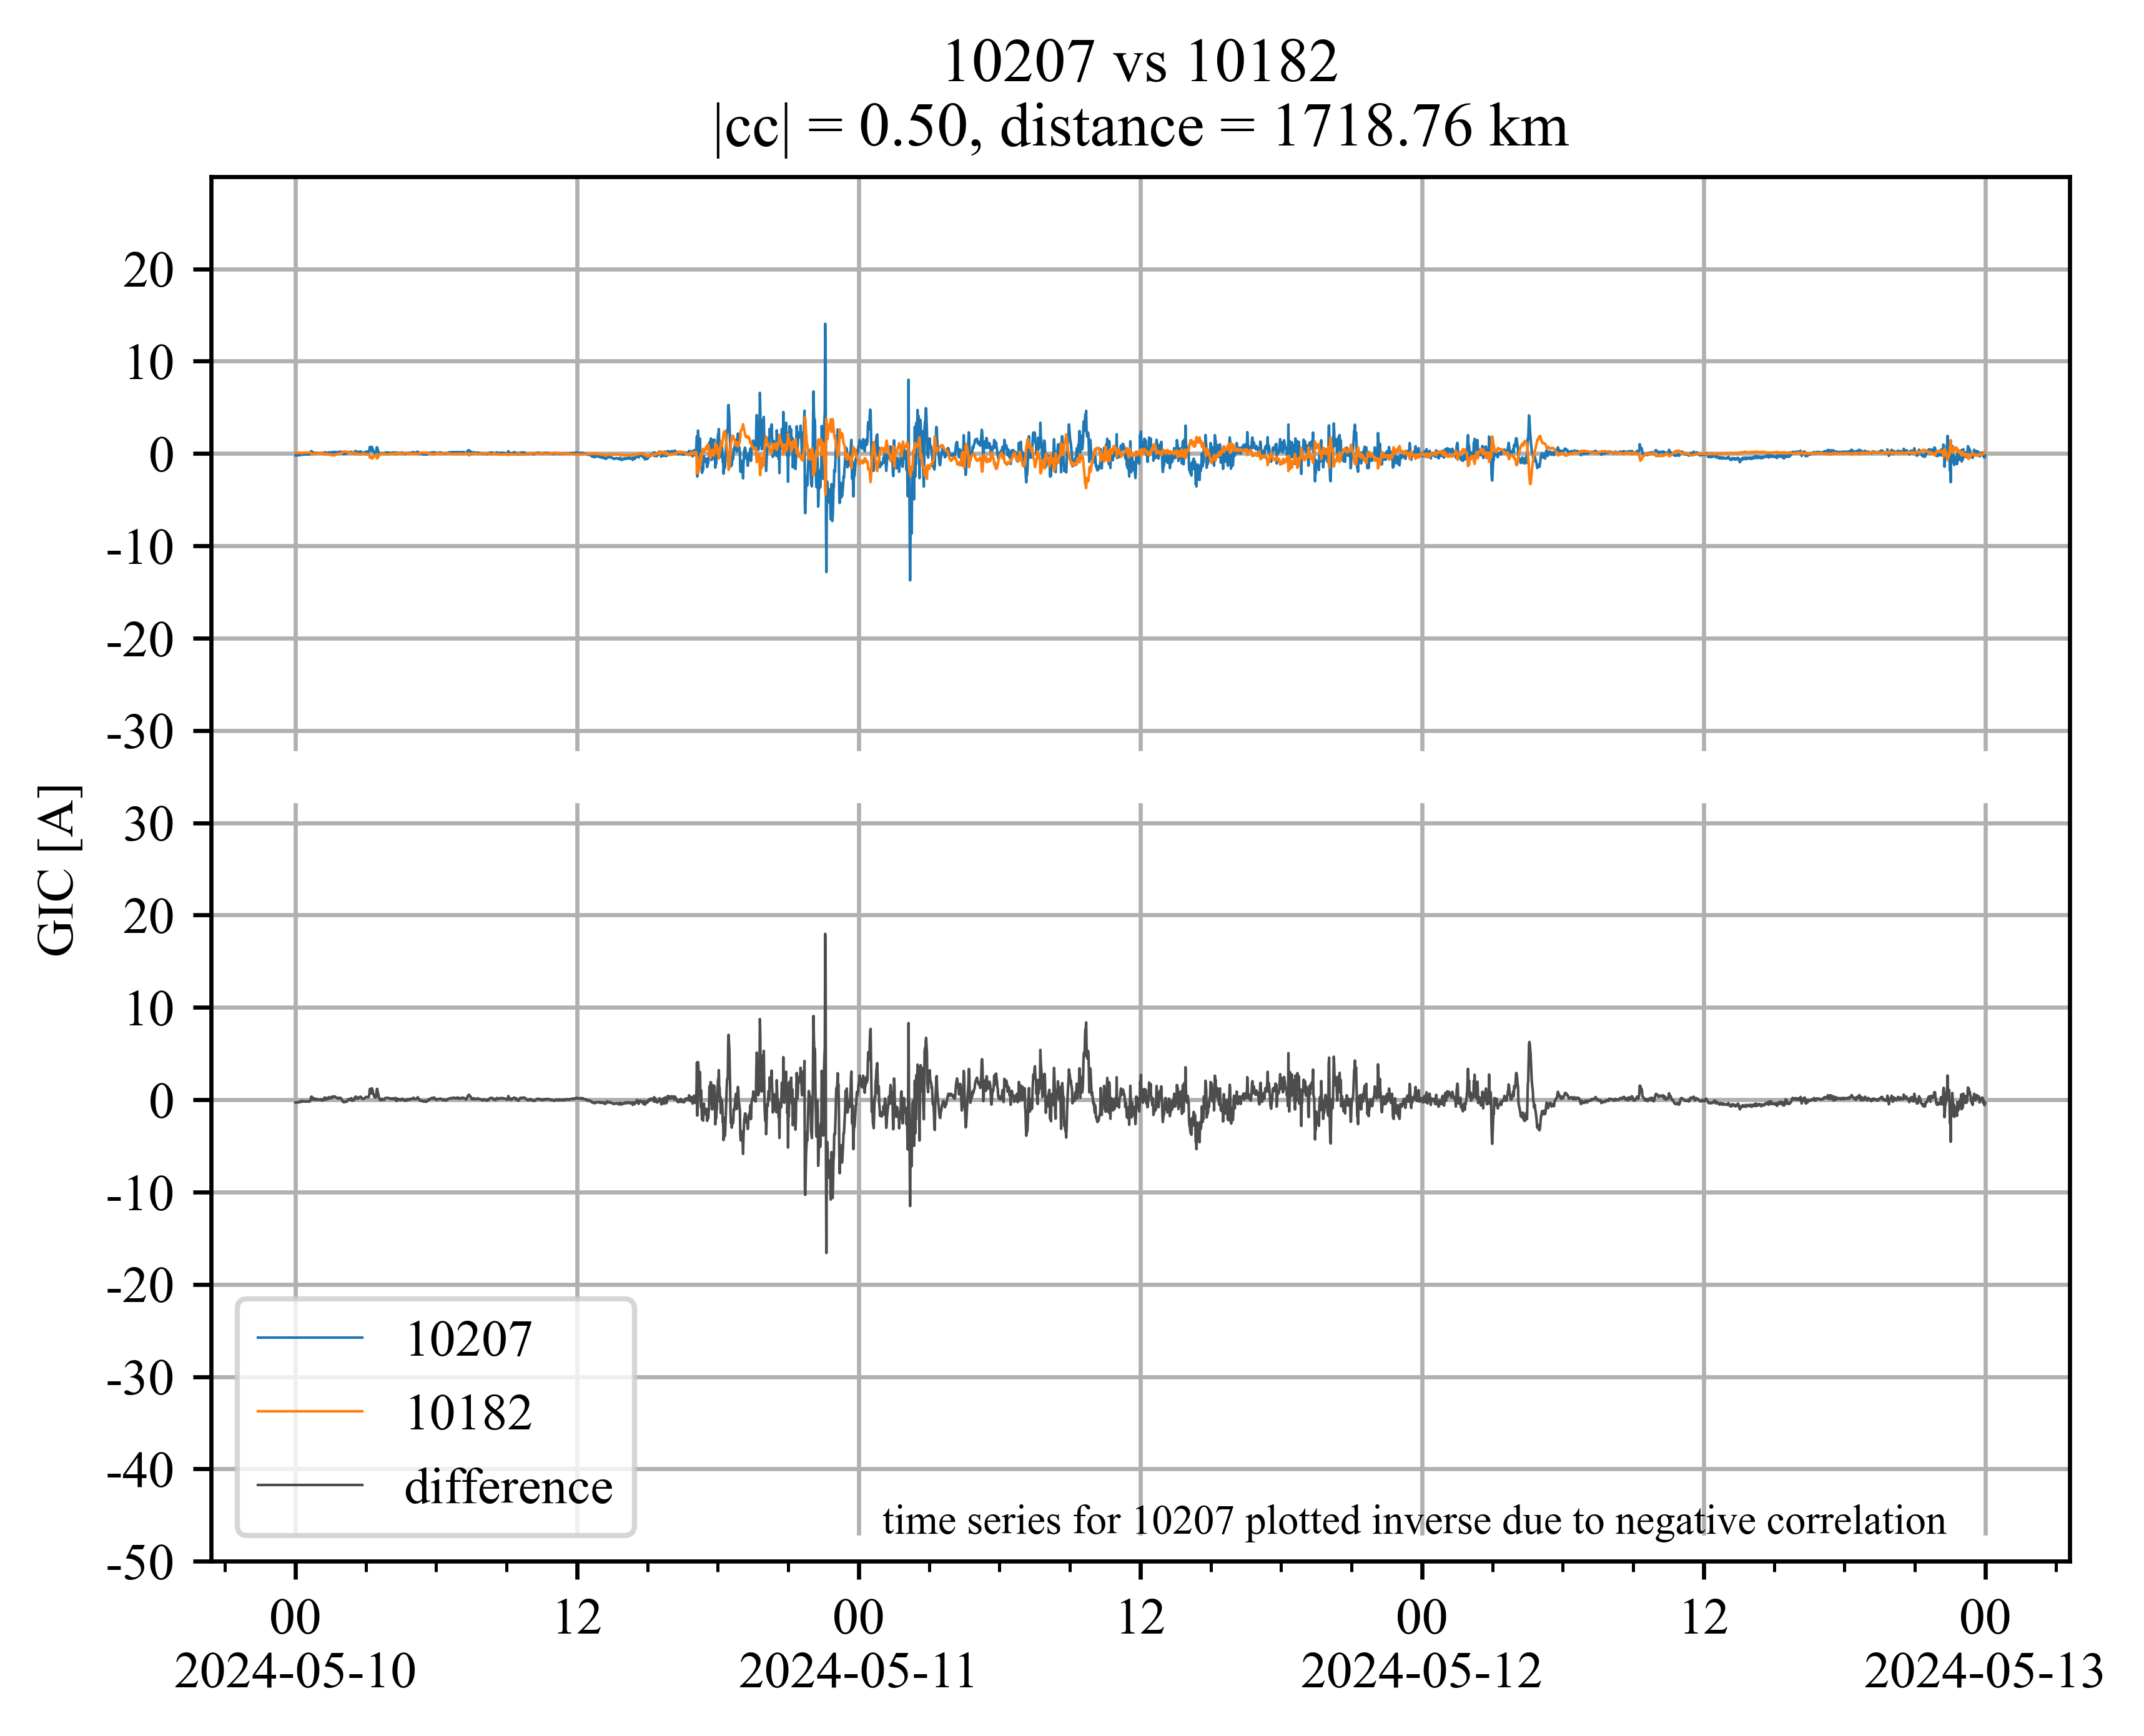 10207 vs 10182
|cc| = 0.50, distance = 1718.76 km
20
10
0
-10
-20
-30
30
20
10
0
-10
-20
-30
-40
-50
GIC [A]
10207
10182
difference
time series for 10207 plotted inverse due to negative correlation
00 12 00 12 00 12 00
2024-05-10 2024-05-11 2024-05-12 2024-05-13